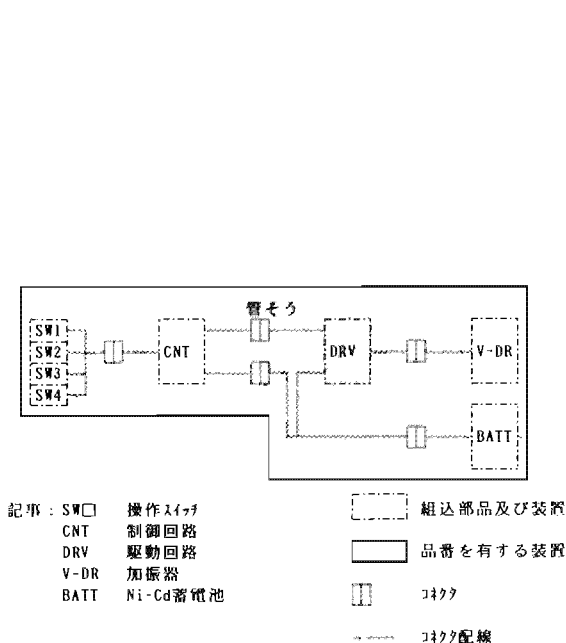 管そう
SW1
SW2
SW3
SW4
CNT
DRV
V-DR
BATT
記事：SW□ 操作スイッチ
CNT 制御回路
DRV 駆動回路
V-DR 加振器
BATT Ni-Cd蓄電池
組込部品及び装置
品番を有する装置
コネクタ
コネクタ配線